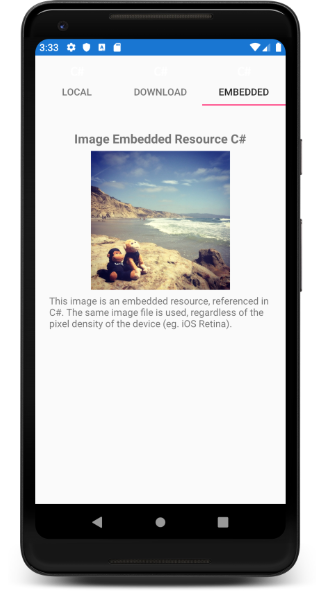 3:33
LOCAL DOWNLOAD EMBEDDED
Image Embedded Resource C#
This image is an embedded resource, referenced in
C#. The same image file is used, regardless of the
pixel density of the device (eg. iOS Retina).